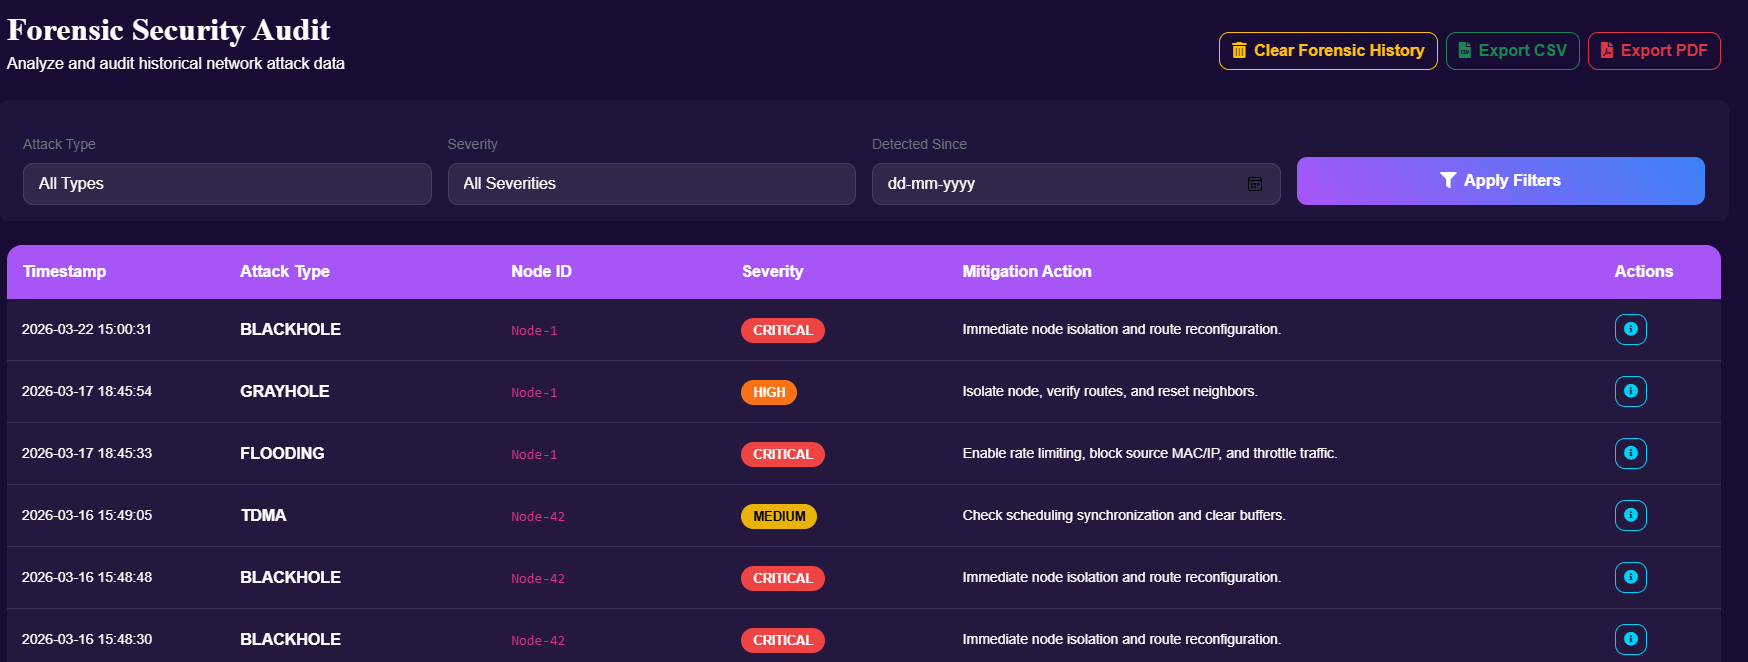 Forensic Security Audit
Analyze and audit historical network attack data
Clear Forensic History
Export CSV
Export PDF
Attack Type
Severity
Detected Since
All Types
All Severities
dd-mm-yyyy
Apply Filters
Timestamp Attack Type Node ID Severity Mitigation Action Actions
2026-03-22 15:00:31 BLACKHOLE Node-1 CRITICAL Immediate node isolation and route reconfiguration.
2026-03-17 18:45:54 GRAYHOLE Node-1 HIGH Isolate node, verify routes, and reset neighbors.
2026-03-17 18:45:33 FLOODING Node-1 CRITICAL Enable rate limiting, block source MAC/IP, and throttle traffic.
2026-03-16 15:49:05 TDMA Node-42 MEDIUM Check scheduling synchronization and clear buffers.
2026-03-16 15:48:48 BLACKHOLE Node-42 CRITICAL Immediate node isolation and route reconfiguration.
2026-03-16 15:48:30 BLACKHOLE Node-42 CRITICAL Immediate node isolation and route reconfiguration.